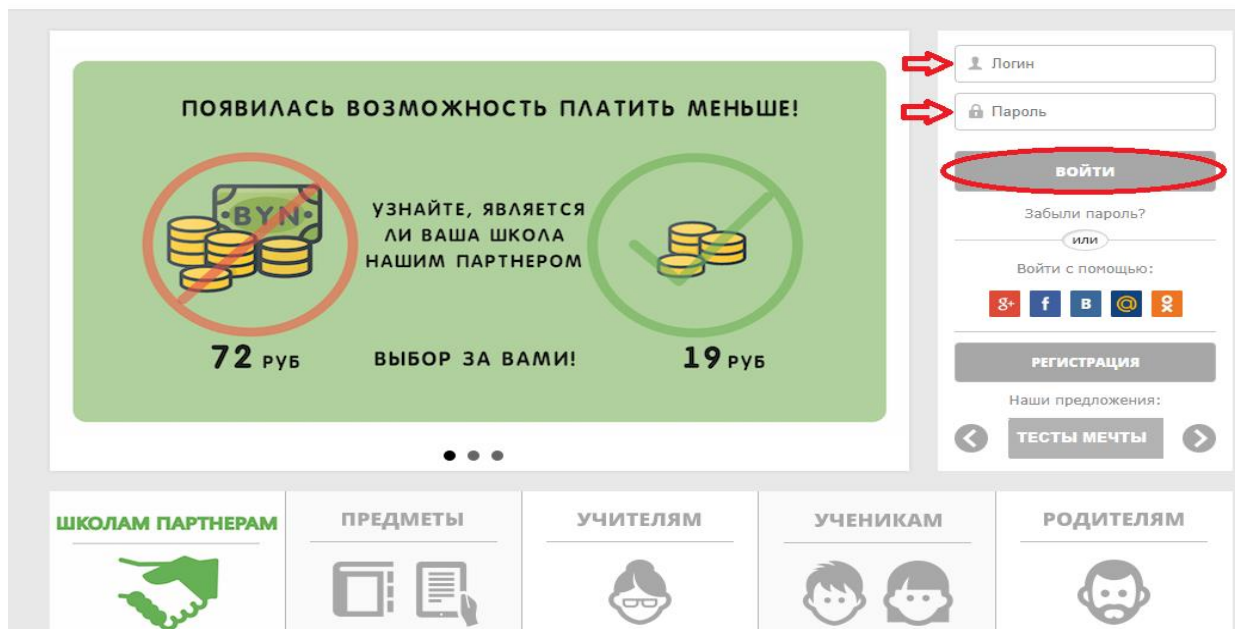 ПОЯВИЛАСЬ ВОЗМОЖНОСТЬ ПЛАТИТЬ МЕНЬШЕ!
BYN
УЗНАЙТЕ, ЯВЛЯЕТСЯ
ЛИ ВАША ШКОЛА
НАШИМ ПАРТНЕРОМ
72 РУБ
ВЫБОР ЗА ВАМИ!
19 РУБ
Логин
Пароль
ВОЙТИ
Забыли пароль?
или
Войти с помощью:
РЕГИСТРАЦИЯ
Наши предложения:
ТЕСТЫ МЕЧТЫ
ШКОЛАМ ПАРТНЕРАМ
ПРЕДМЕТЫ
УЧИТЕЛЯМ
УЧЕНИКАМ
РОДИТЕЛЯМ